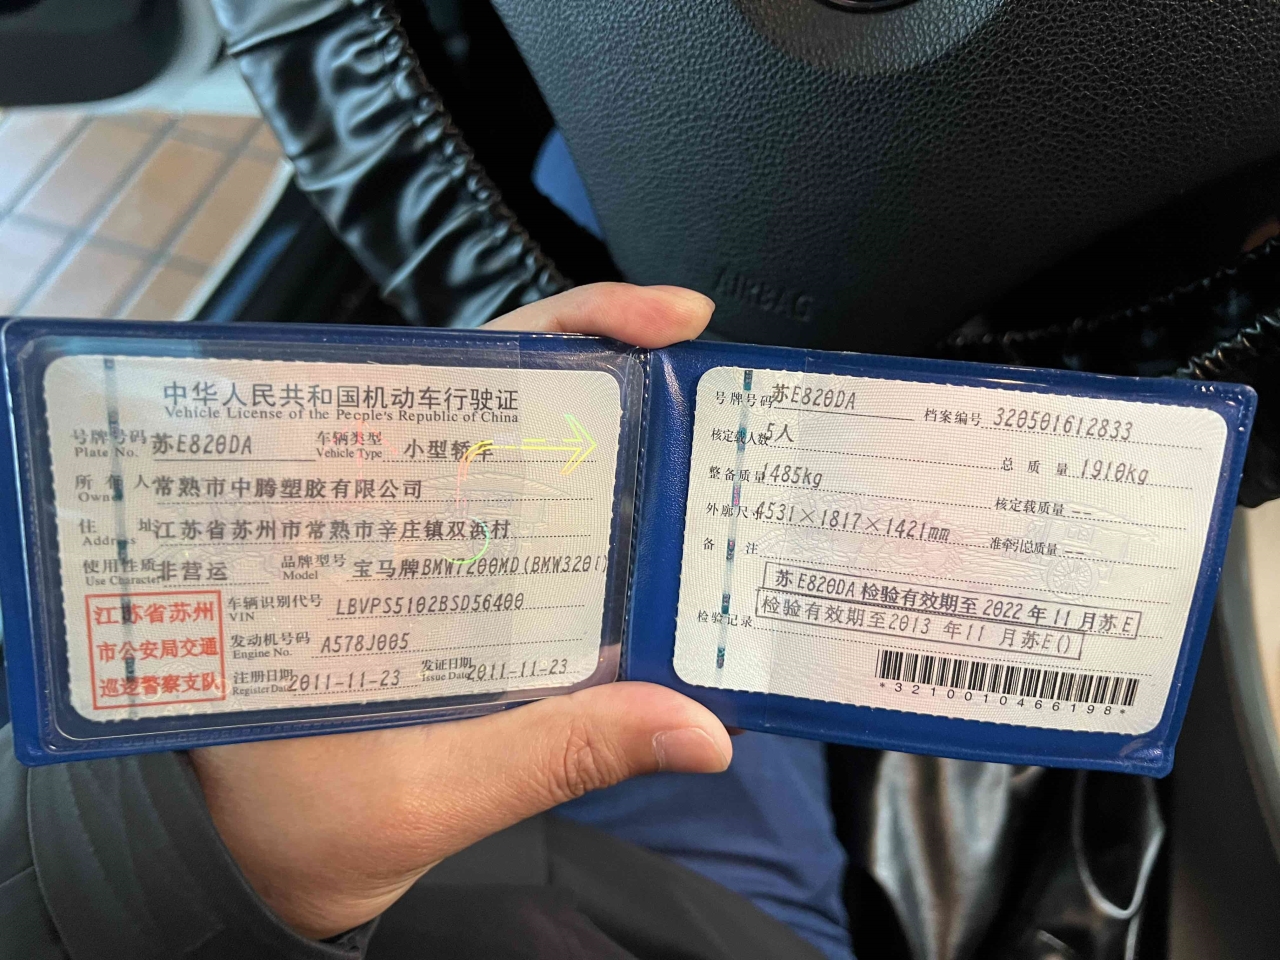 AIRBAG
中华人民共和国机动车行驶证
Vehicle License of the People's Republic of China
号牌号码 苏E820DA 车辆类型 小型轿车
Plate No. Vehicle Type
所有人 常熟市中腾塑胶有限公司
Owner
住址 江苏省苏州市常熟市辛庄镇双浜村
Address
使用性质 非营运 品牌型号 宝马牌BMW7200MD(BMW320i)
Use Character Model
江苏省苏州
市公安局交通
巡逻警察支队
车辆识别代号 LBVPS5102BSD56400
VIN
发动机号码 A578J005
Engine No.
注册日期 2011-11-23 发证日期 2011-11-23
Register Date Issue Date
号牌号码 苏E820DA 档案编号 320501612833
核定载人数 5人 总质量 1910kg
整备质量 1485kg 核定载质量 --
外廓尺寸 4531×1817×1421mm 准牵引总质量 --
备注
苏E820DA 检验有效期至 2022 年 11 月苏 E
检验记录 检验有效期至2013 年11 月苏E()
*3210010466198*